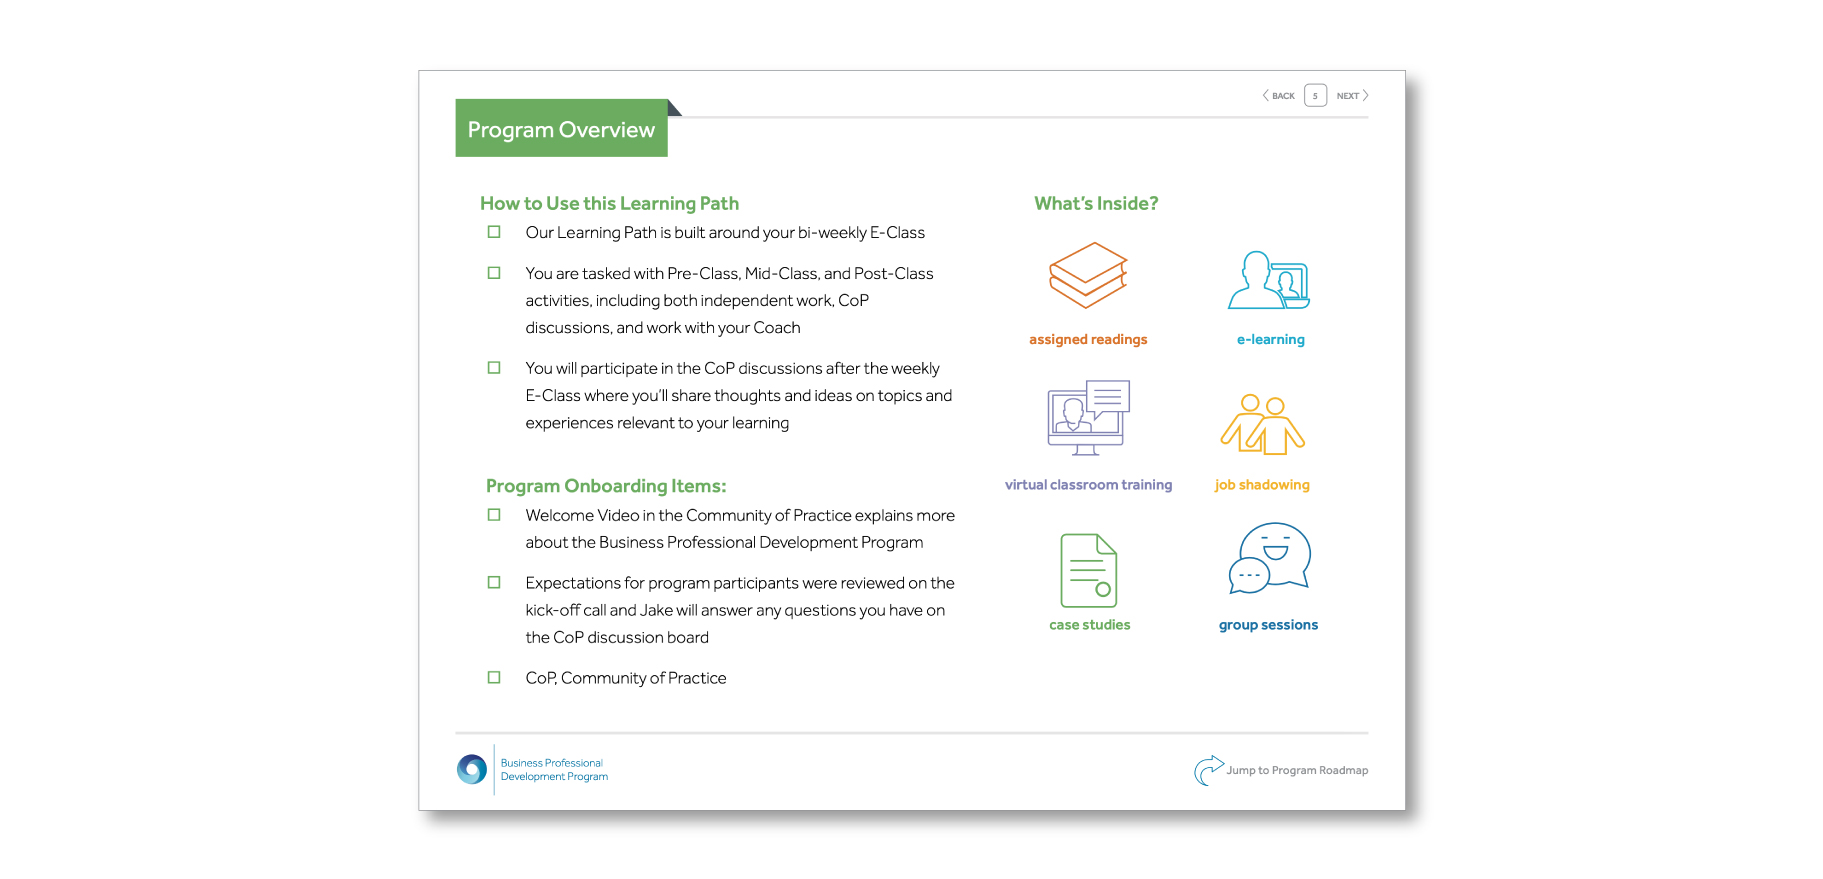 BACK
5
NEXT
Program Overview
How to Use this Learning Path
Our Learning Path is built around your bi-weekly E-Class
You are tasked with Pre-Class, Mid-Class, and Post-Class
activities, including both independent work, CoP
discussions, and work with your Coach
You will participate in the CoP discussions after the weekly
E-Class where you'll share thoughts and ideas on topics and
experiences relevant to your learning
Program Onboarding Items:
Welcome Video in the Community of Practice explains more
about the Business Professional Development Program
Expectations for program participants were reviewed on the
kick-off call and Jake will answer any questions you have on
the CoP discussion board
CoP, Community of Practice
What's Inside?
assigned readings
e-learning
virtual classroom training
job shadowing
case studies
group sessions
Business Professional
Development Program
Jump to Program Roadmap